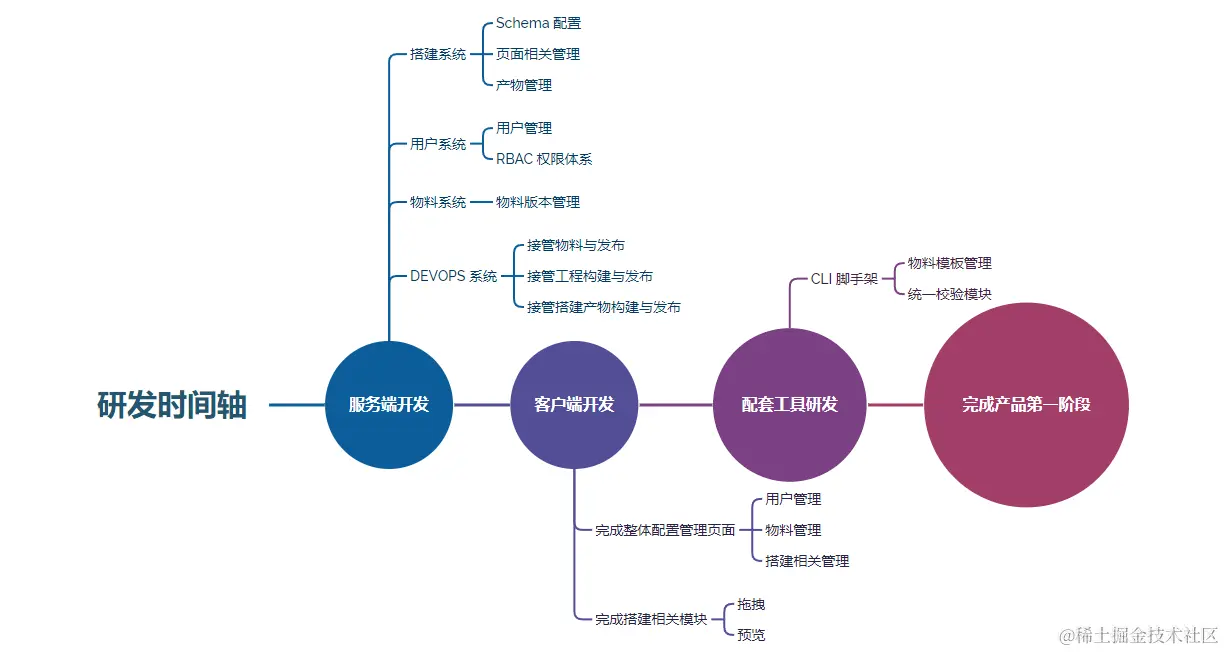 Schema 配置
搭建系统
页面相关管理
产物管理
用户管理
用户系统
RBAC 权限体系
物料系统
物料版本管理
接管物料与发布
DEVOPS 系统
接管工程构建与发布
接管搭建产物构建与发布
物料模板管理
CLI 脚手架
统一校验模块
研发时间轴
服务端开发
客户端开发
配套工具研发
完成产品第一阶段
用户管理
完成整体配置管理页面
物料管理
搭建相关管理
拖拽
完成搭建相关模块
预览
@稀土掘金技术社区